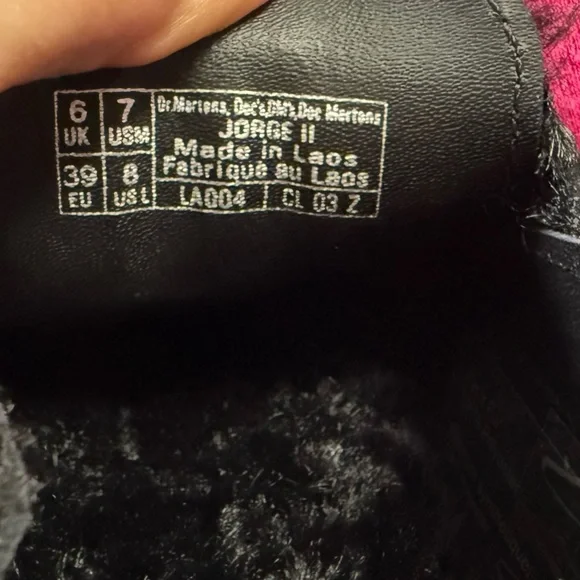 6 UK
7 USM
39 EU
8 US L
Dr.Martens, Doc's, DM's, Doc Martens
JORGE II
Made in Laos
Fabriqué au Laos
LA004 CL 03 Z